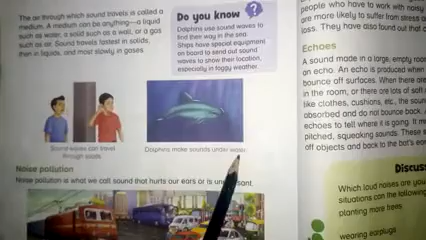 The air through which sound travels is called a
medium. A medium can be anything—a liquid
such as water, a solid such as a wall, or a gas
such as air. Sound travels fastest in solids,
then in liquids, and most slowly in gases.
Do you know
?
Dolphins use sound waves to
find their way in the sea.
Ships have special equipment
on board to send out sound
waves to show their location,
especially in foggy weather.
Sound waves can travel
through solids
Dolphins make sounds under water.
Noise pollution
Noise pollution is what we call sound that hurts our ears or is
people who have to work with noisy
are more likely to suffer from stress
loss. They have also found out that
Echoes
A sound made in a large, empty
an echo. An echo is produced when
bounce off surfaces. When there are
in the room, or there are lots of soft
like clothes, cushions, etc., the
absorbed and do not bounce back.
echoes to tell where it is going. It
pitched, squeaking sounds. These
off objects and back to the bat's
Which loud noises are you
situations can the following
planting more trees
wearing earplugs